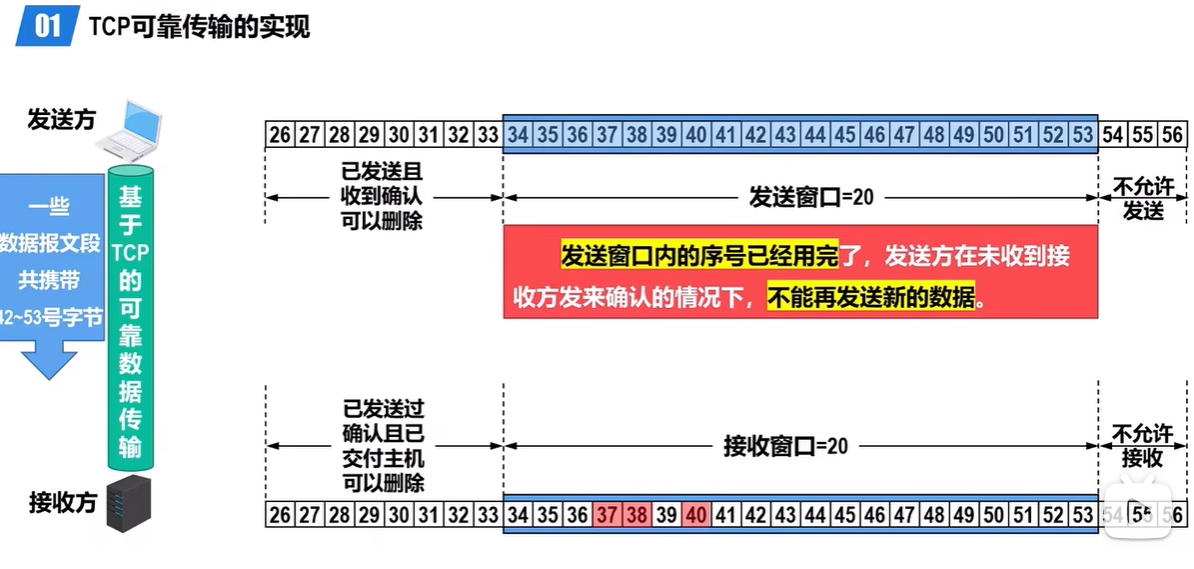 01 TCP可靠传输的实现
发送方
26 27 28 29 30 31 32 33 34 35 36 37 38 39 40 41 42 43 44 45 46 47 48 49 50 51 52 53 54 55 56
已发送且
收到确认
可以删除
发送窗口=20
不允许
发送
一些
数据报文段
共携带
42~53号字节
基于TCP的可靠数据传输
发送窗口内的序号已经用完了，发送方在未收到接
收方发来确认的情况下，不能再发送新的数据。
已发送过
确认且已
交付主机
可以删除
接收窗口=20
不允许
接收
接收方
26 27 28 29 30 31 32 33 34 35 36 37 38 39 40 41 42 43 44 45 46 47 48 49 50 51 52 53 54 55 56